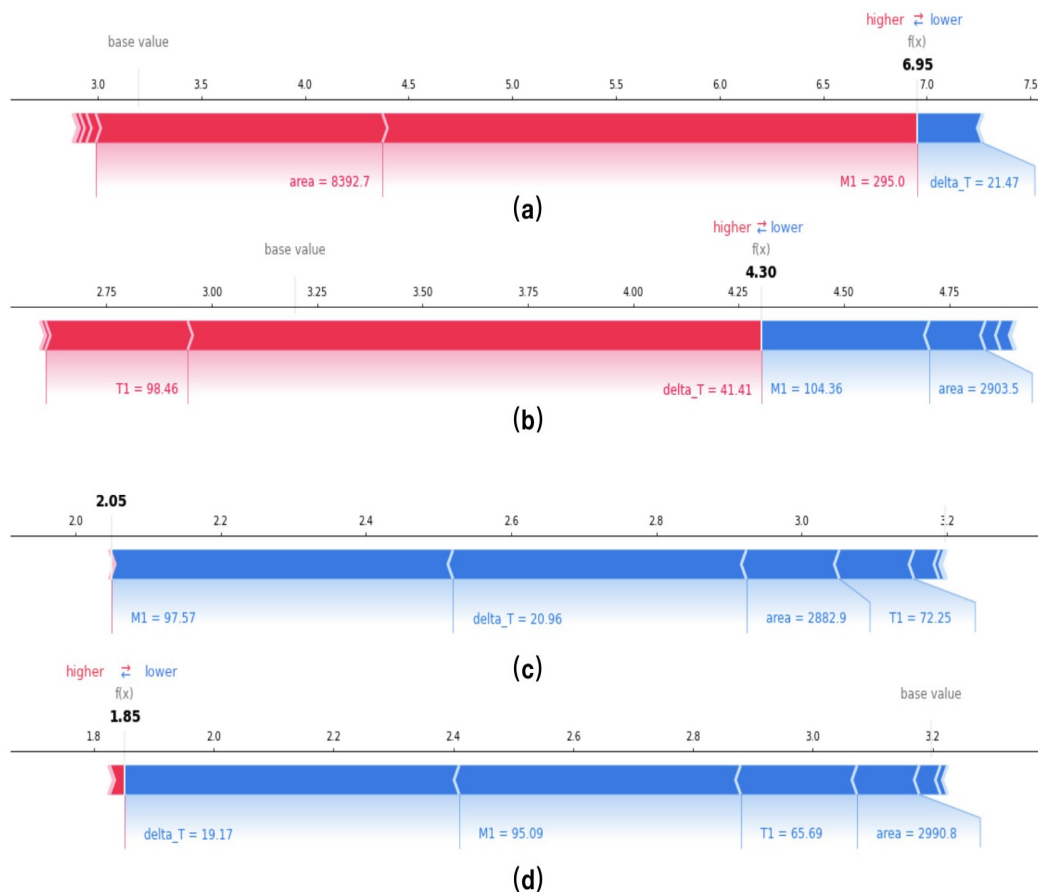 higher ⇄ lower
base value f(x)
6.95
3.0 3.5 4.0 4.5 5.0 5.5 6.0 6.5 7.0 7.5
area = 8392.7 M1 = 295.0 delta_T = 21.47
(a)
higher ⇄ lower
base value f(x)
4.30
2.75 3.00 3.25 3.50 3.75 4.00 4.25 4.50 4.75
T1 = 98.46 delta_T = 41.41 M1 = 104.36 area = 2903.5
(b)
2.05
2.0 2.2 2.4 2.6 2.8 3.0 3.2
M1 = 97.57 delta_T = 20.96 area = 2882.9 T1 = 72.25
(c)
higher ⇄ lower
f(x) base value
1.85
1.8 2.0 2.2 2.4 2.6 2.8 3.0 3.2
delta_T = 19.17 M1 = 95.09 T1 = 65.69 area = 2990.8
(d)